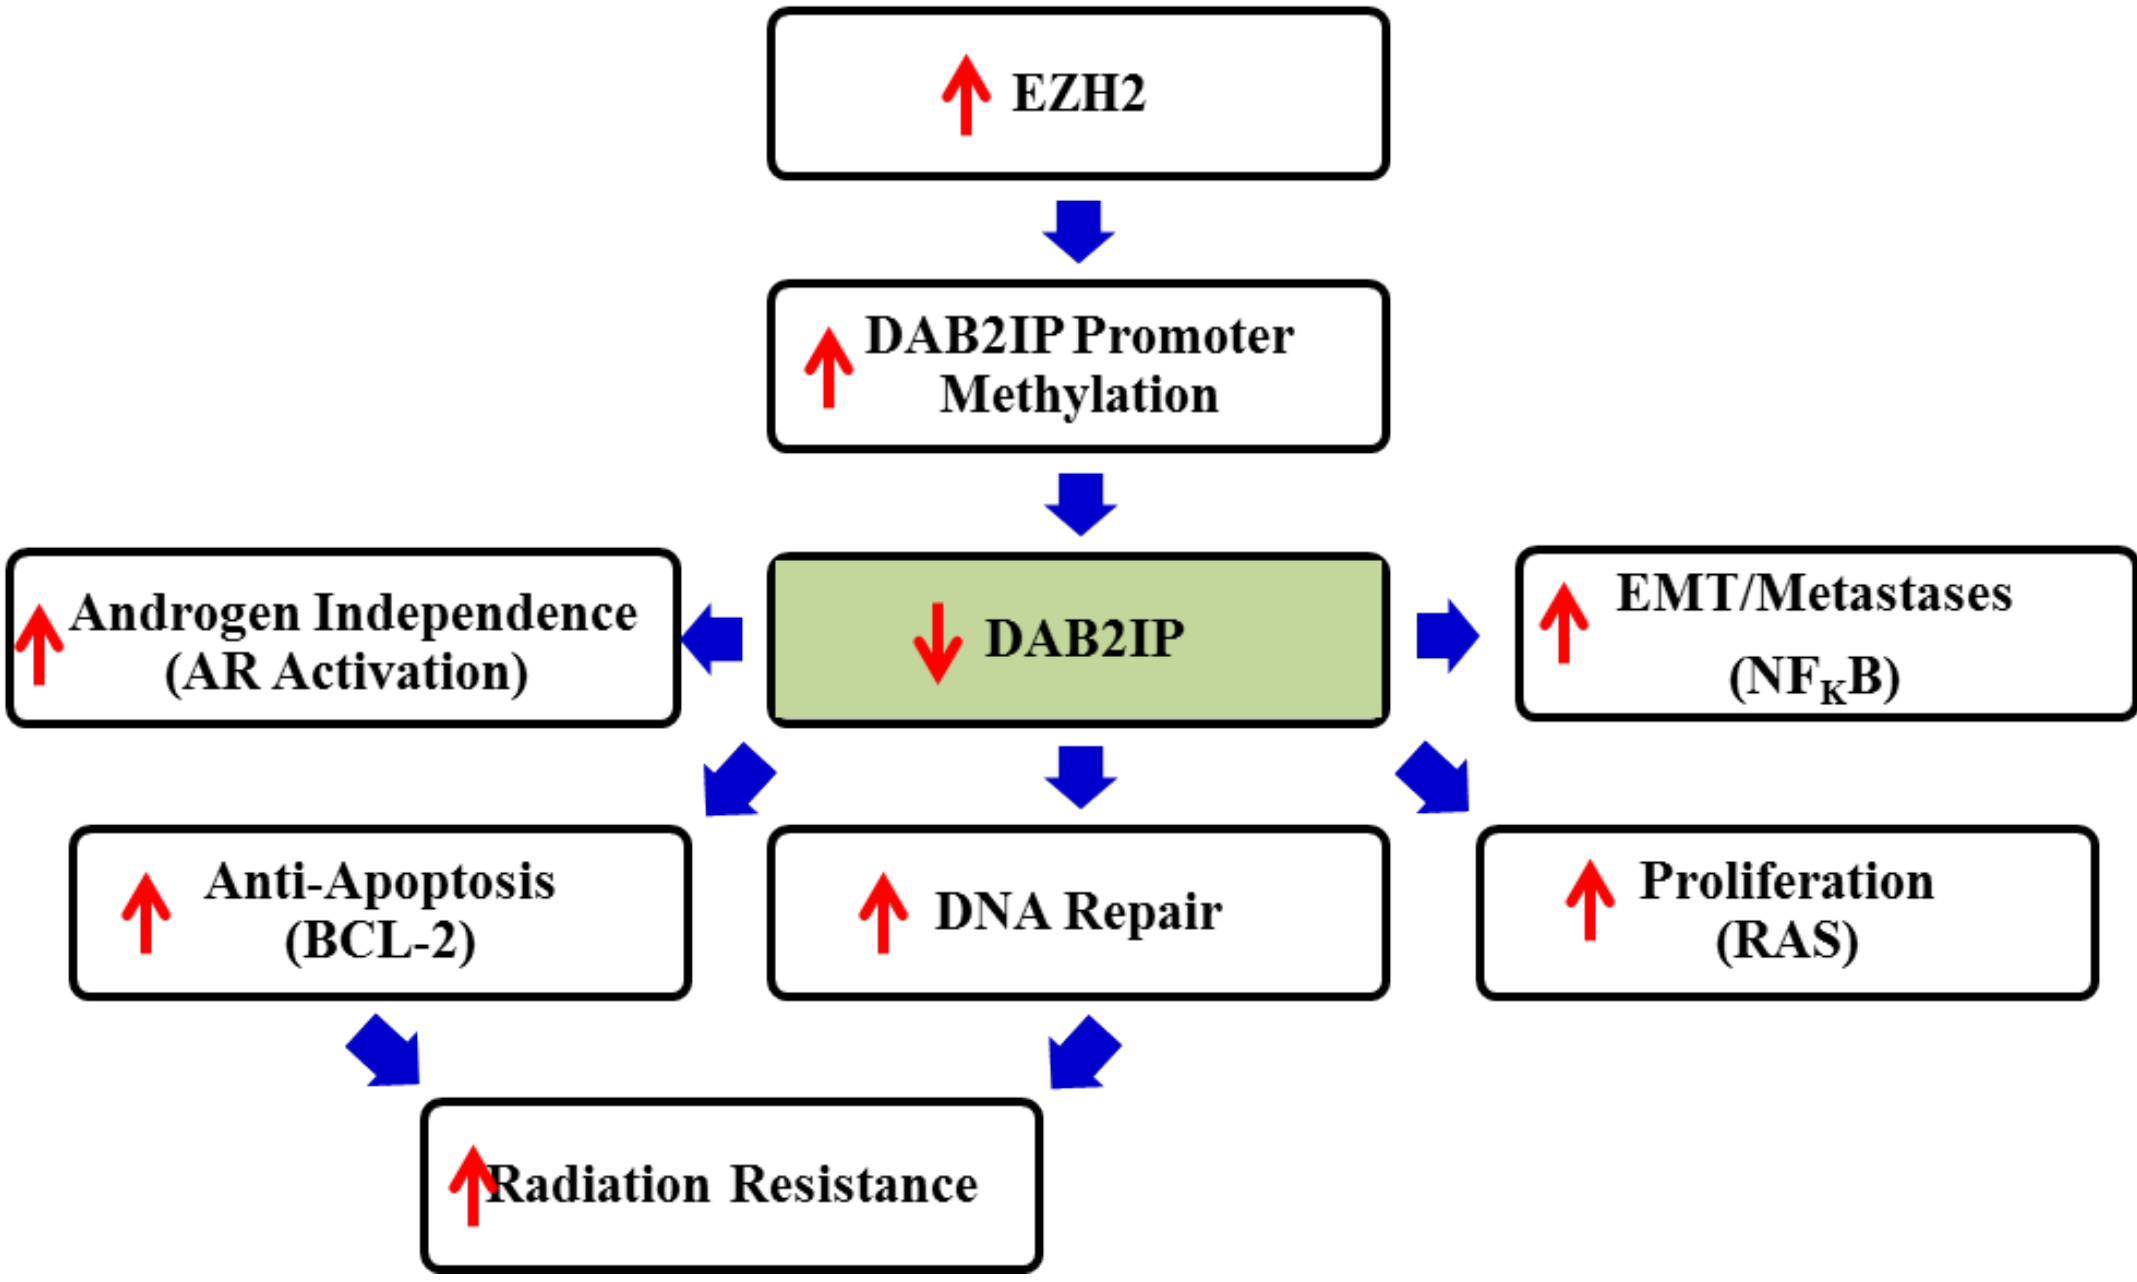 EZH2
DAB2IP Promoter
Methylation
Androgen Independence
(AR Activation)
DAB2IP
EMT/Metastases
(NFKB)
Anti-Apoptosis
(BCL-2)
DNA Repair
Proliferation
(RAS)
Radiation Resistance